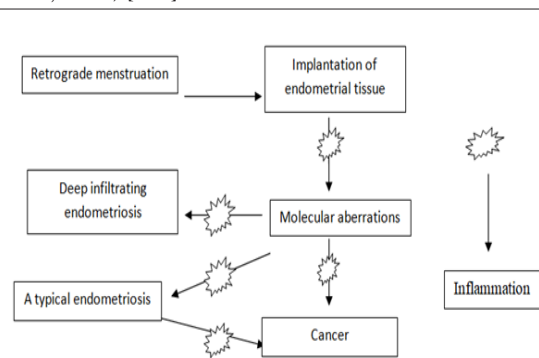 Retrograde menstruation
Implantation of
endometrial tissue
Deep infiltrating
endometriosis
Molecular aberrations
A typical endometriosis
Inflammation
Cancer